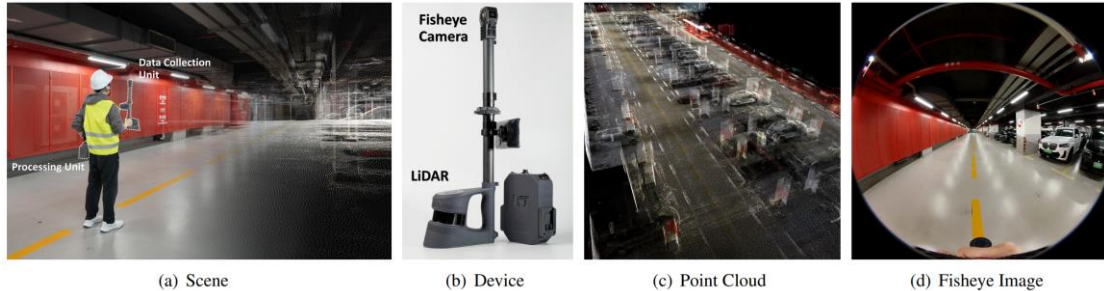 Data Collection
Unit
Processing Unit
Fisheye
Camera
LiDAR
(a) Scene
(b) Device
(c) Point Cloud
(d) Fisheye Image